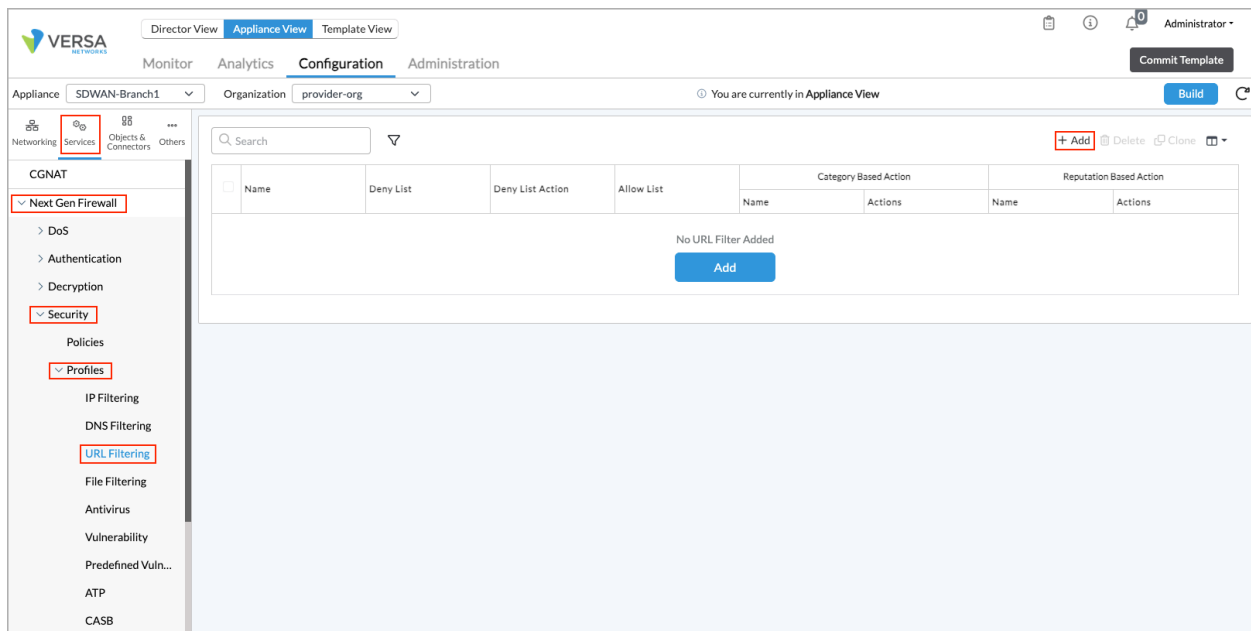 VERSA
NETWORKS
Director View Appliance View Template View
0
Administrator
Monitor Analytics Configuration Administration
Commit Template
Appliance SDWAN-Branch1 Organization provider-org You are currently in Appliance View Build
Networking Services Objects & Connectors Others
Search
+ Add Delete Clone
CGNAT
Next Gen Firewall
DoS
Authentication
Decryption
Security
Policies
Profiles
IP Filtering
DNS Filtering
URL Filtering
File Filtering
Antivirus
Vulnerability
Predefined Vuln...
ATP
CASB
Name Deny List Deny List Action Allow List Category Based Action Reputation Based Action
Name Actions Name Actions
No URL Filter Added
Add